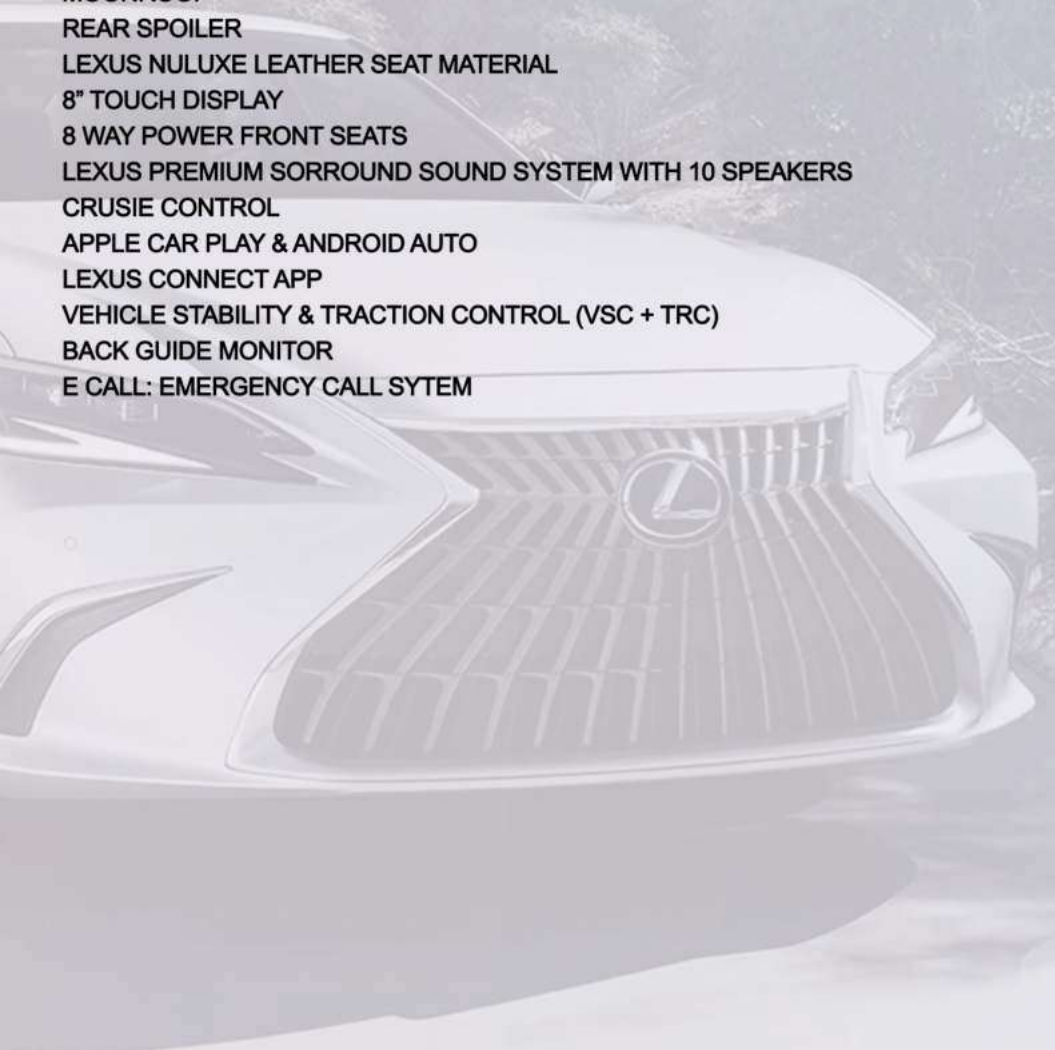 REAR SPOILER
LEXUS NULUXE LEATHER SEAT MATERIAL
8” TOUCH DISPLAY
8 WAY POWER FRONT SEATS
LEXUS PREMIUM SORROUND SOUND SYSTEM WITH 10 SPEAKERS
CRUSIE CONTROL
APPLE CAR PLAY & ANDROID AUTO
LEXUS CONNECT APP
VEHICLE STABILITY & TRACTION CONTROL (VSC + TRC)
BACK GUIDE MONITOR
E CALL: EMERGENCY CALL SYTEM